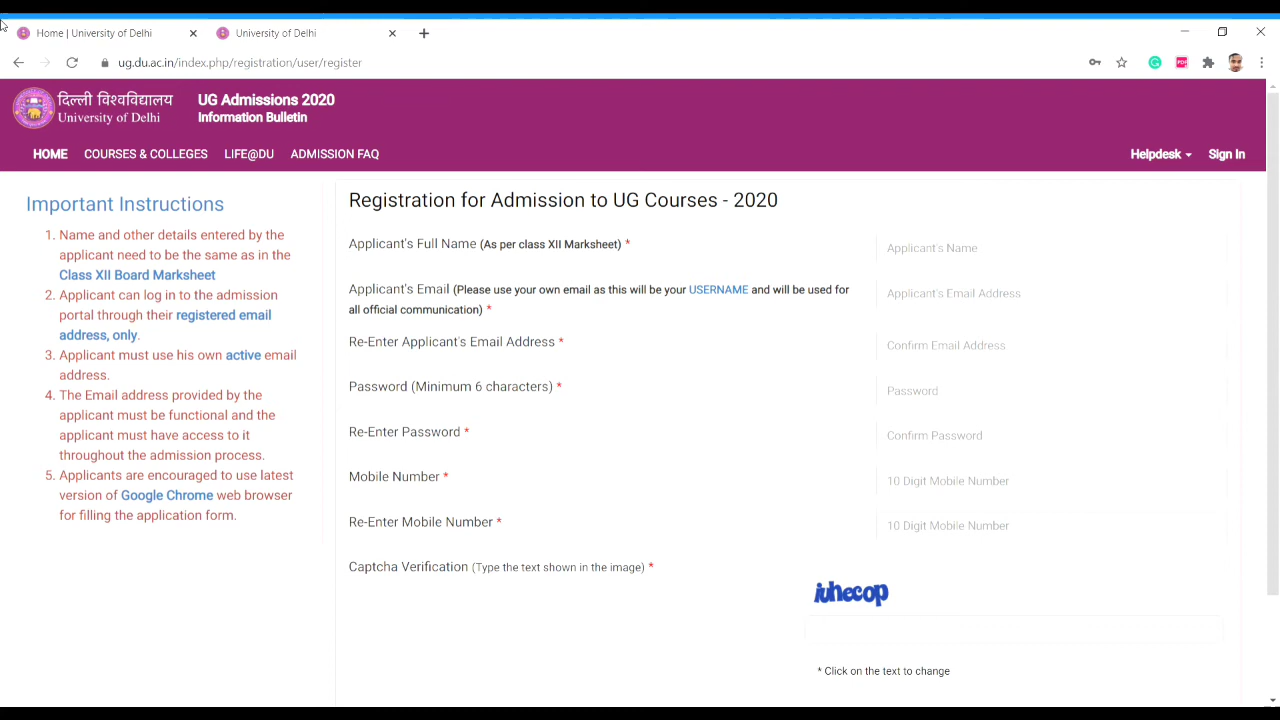 Home | University of Delhi
University of Delhi
ug.du.ac.in/index.php/registration/user/register
PDF
दिल्ली विश्वविद्यालय
University of Delhi
UG Admissions 2020
Information Bulletin
HOME
COURSES & COLLEGES
LIFE@DU
ADMISSION FAQ
Helpdesk
Sign In
Important Instructions
1. Name and other details entered by the
applicant need to be the same as in the
Class XII Board Marksheet
2. Applicant can log in to the admission
portal through their registered email
address, only.
3. Applicant must use his own active email
address.
4. The Email address provided by the
applicant must be functional and the
applicant must have access to it
throughout the admission process.
5. Applicants are encouraged to use latest
version of Google Chrome web browser
for filling the application form.
Registration for Admission to UG Courses - 2020
Applicant's Full Name (As per class XII Marksheet) *
Applicant's Name
Applicant's Email (Please use your own email as this will be your USERNAME and will be used for
all official communication) *
Applicant's Email Address
Re-Enter Applicant's Email Address *
Confirm Email Address
Password (Minimum 6 characters) *
Password
Re-Enter Password *
Confirm Password
Mobile Number *
10 Digit Mobile Number
Re-Enter Mobile Number *
10 Digit Mobile Number
Captcha Verification (Type the text shown in the image) *
iuhecop
* Click on the text to change